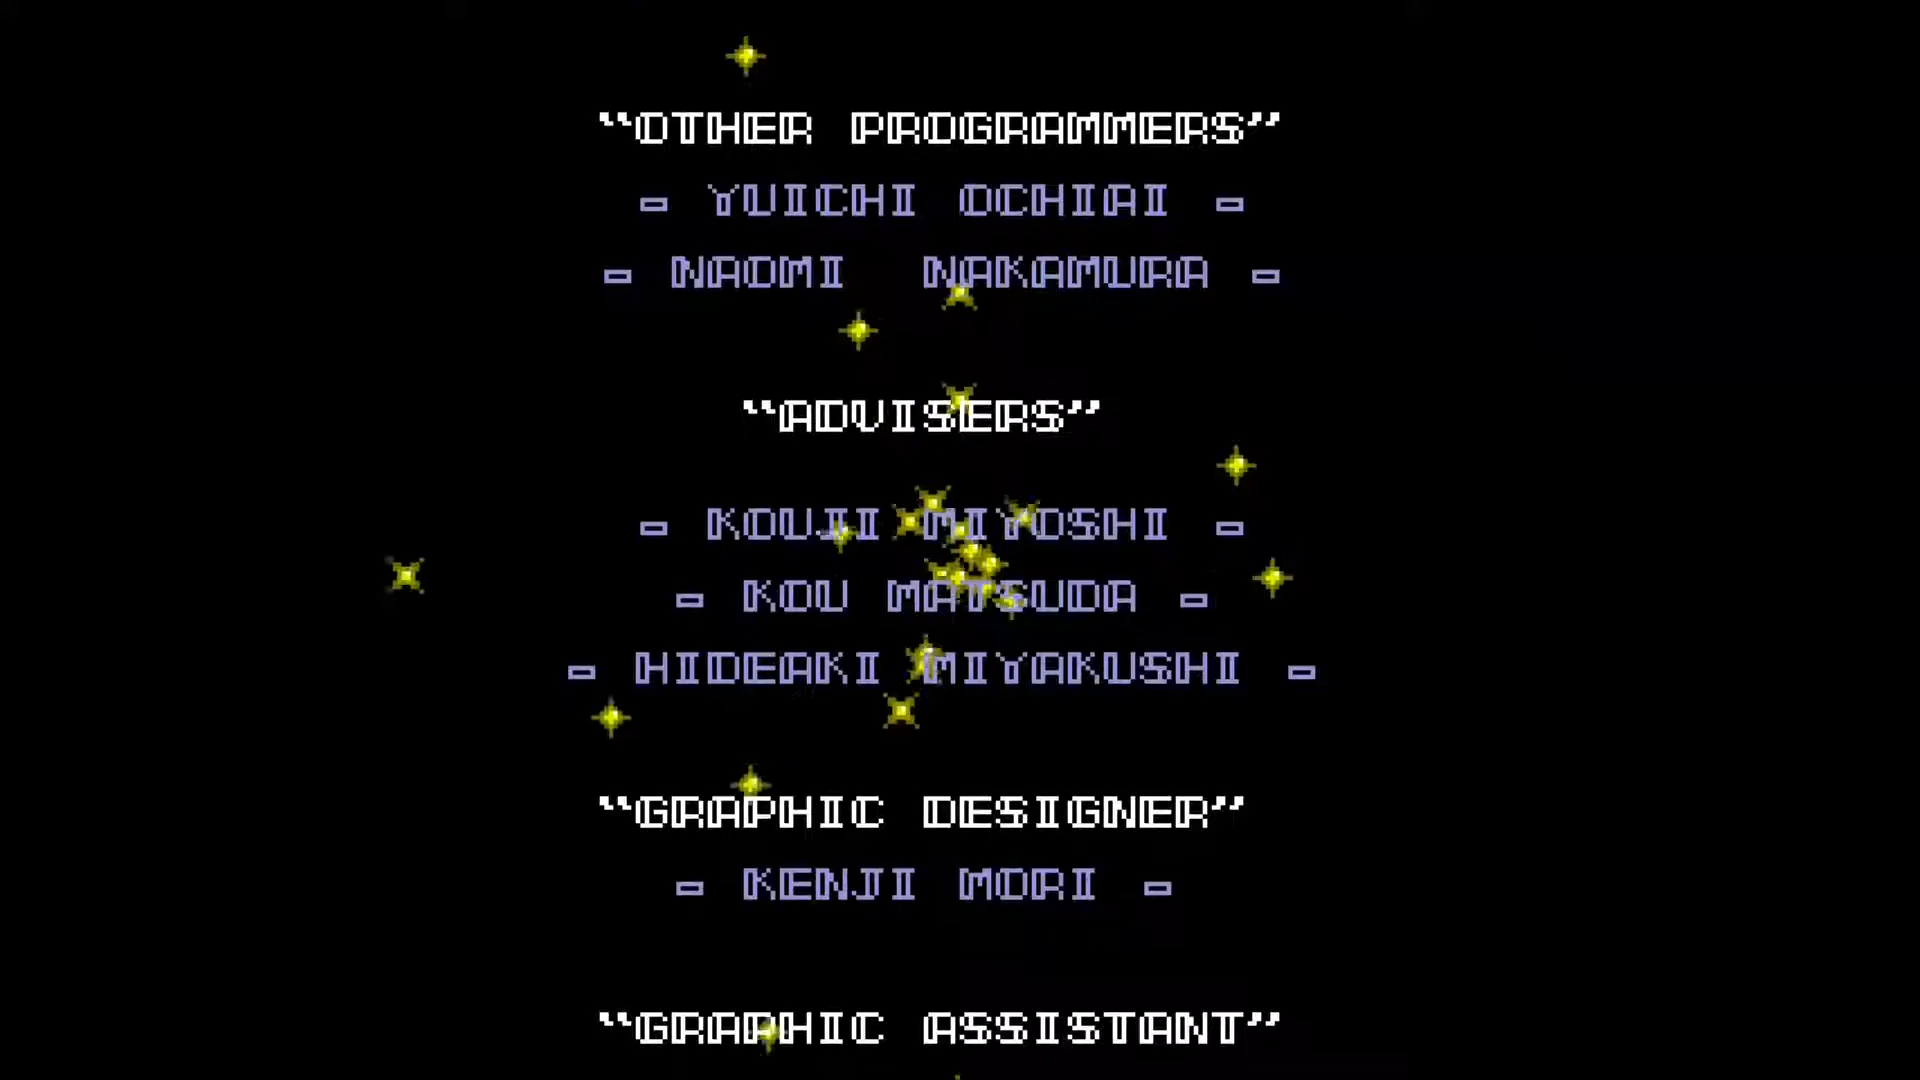 “OTHER PROGRAMMERS”
- YUICHI OCHIAI -
- NAOMI NAKAMURA -
“ADVISERS”
- KOUJI MIYOSHI -
- KOU MATSUDA -
- HIDEAKI MIYAKUSHI -
“GRAPHIC DESIGNER”
- KENJI MORI -
“GRAPHIC ASSISTANT”